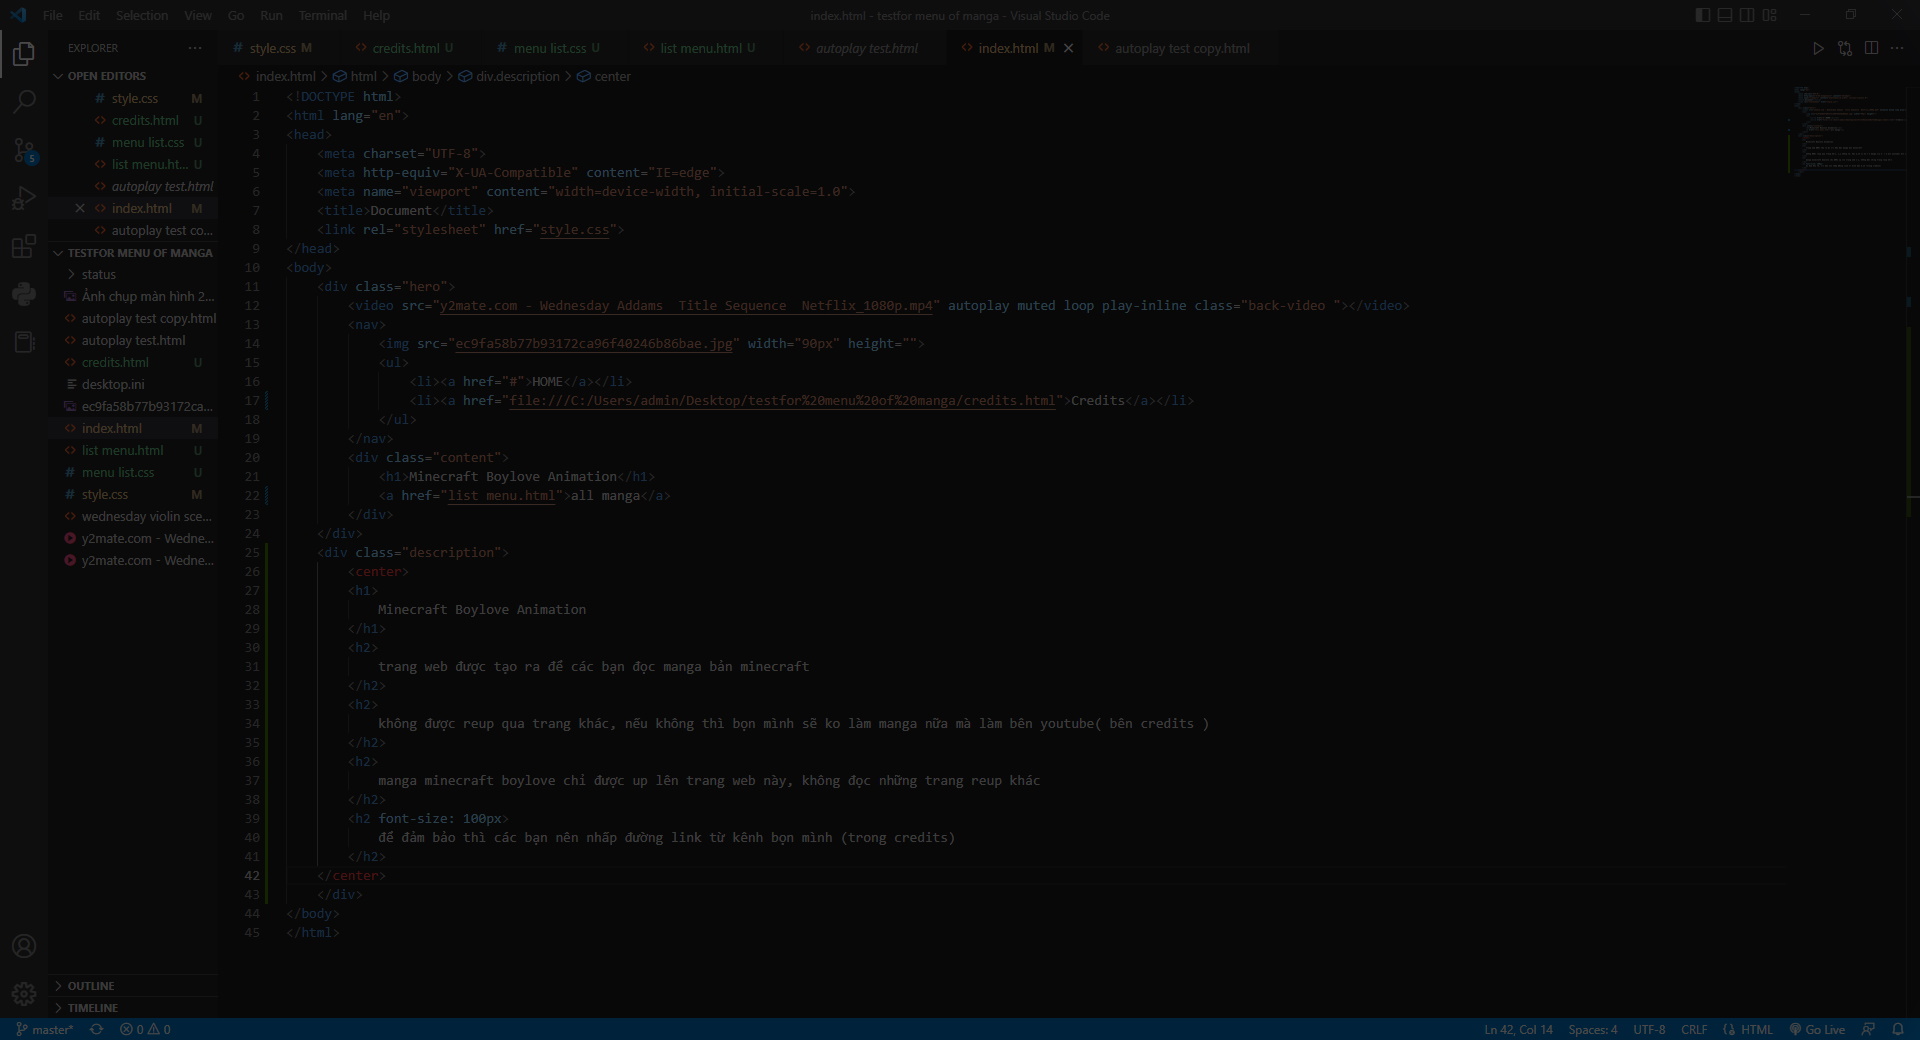 File Edit Selection View Go Run Terminal Help
index.html - testfor menu of manga - Visual Studio Code
EXPLORER
style.css M
credits.html U
menu list.css U
list menu.html U
autoplay test.html
index.html M
autoplay test copy.html
OPEN EDITORS
style.css M
credits.html U
menu list.css U
list menu.ht... U
autoplay test.html
index.html M
autoplay test co...
TESTFOR MENU OF MANGA
status
Ảnh chụp màn hình 2...
autoplay test copy.html
autoplay test.html
credits.html U
desktop.ini
ec9fa58b77b93172ca...
index.html M
list menu.html U
menu list.css U
style.css M
wednesday violin sce...
y2mate.com - Wedne...
y2mate.com - Wedne...
OUTLINE
TIMELINE
5
index.html > html > body > div.description > center
1 <!DOCTYPE html>
2 <html lang="en">
3 <head>
4 <meta charset="UTF-8">
5 <meta http-equiv="X-UA-Compatible" content="IE=edge">
6 <meta name="viewport" content="width=device-width, initial-scale=1.0">
7 <title>Document</title>
8 <link rel="stylesheet" href="style.css">
9 </head>
10 <body>
11 <div class="hero">
12 <video src="y2mate.com - Wednesday Addams  Title Sequence  Netflix_1080p.mp4" autoplay muted loop play-inline class="back-video "></video>
13 <nav>
14 <img src="ec9fa58b77b93172ca96f40246b86bae.jpg" width="90px" height="">
15 <ul>
16 <li><a href="#">HOME</a></li>
17 <li><a href="file:///C:/Users/admin/Desktop/testfor%20menu%20of%20manga/credits.html">Credits</a></li>
18 </ul>
19 </nav>
20 <div class="content">
21 <h1>Minecraft Boylove Animation</h1>
22 <a href="list menu.html">all manga</a>
23 </div>
24 </div>
25 <div class="description">
26 <center>
27 <h1>
28 Minecraft Boylove Animation
29 </h1>
30 <h2>
31 trang web được tạo ra để các bạn đọc manga bản minecraft
32 </h2>
33 <h2>
34 không được reup qua trang khác, nếu không thì bọn mình sẽ ko làm manga nữa mà làm bên youtube( bên credits )
35 </h2>
36 <h2>
37 manga minecraft boylove chỉ được up lên trang web này, không đọc những trang reup khác
38 </h2>
39 <h2 font-size: 100px>
40 để đảm bảo thì các bạn nên nhấp đường link từ kênh bọn mình (trong credits)
41 </h2>
42 </center>
43 </div>
44 </body>
45 </html>
master* 0 0
Ln 42, Col 14 Spaces: 4 UTF-8 CRLF HTML Go Live